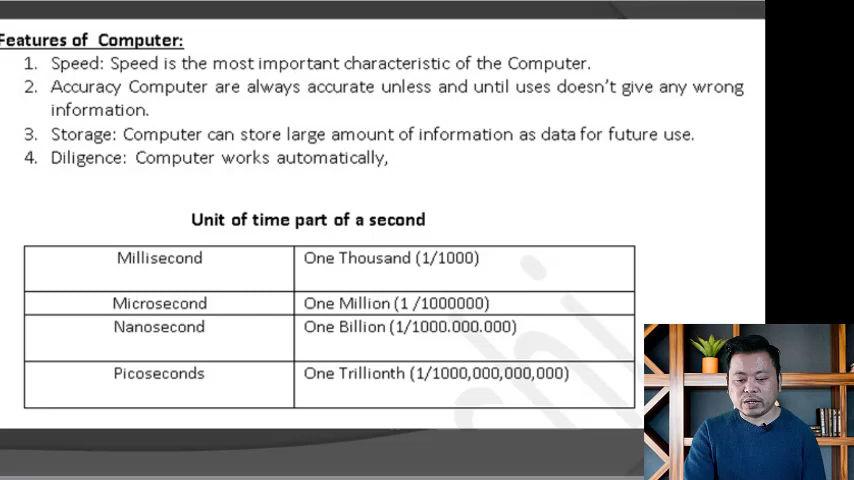 Features of Computer:
1. Speed: Speed is the most important characteristic of the Computer.
2. Accuracy Computer are always accurate unless and until uses doesn't give any wrong
information.
3. Storage: Computer can store large amount of information as data for future use.
4. Diligence: Computer works automatically,
Unit of time part of a second
Millisecond One Thousand (1/1000)
Microsecond One Million (1 /1000000)
Nanosecond One Billion (1/1000.000.000)
Picoseconds One Trillionth (1/1000,000,000,000)